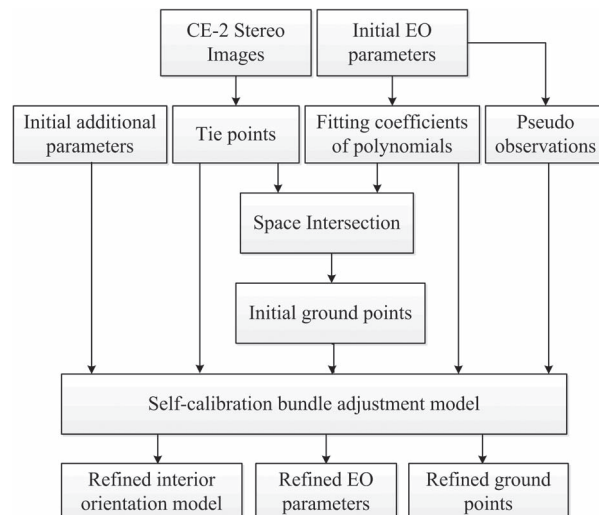 CE-2 Stereo
Images
Initial EO
parameters
Initial additional
parameters
Tie points
Fitting coefficients
of polynomials
Pseudo
observations
Space Intersection
Initial ground points
Self-calibration bundle adjustment model
Refined interior
orientation model
Refined EO
parameters
Refined ground
points